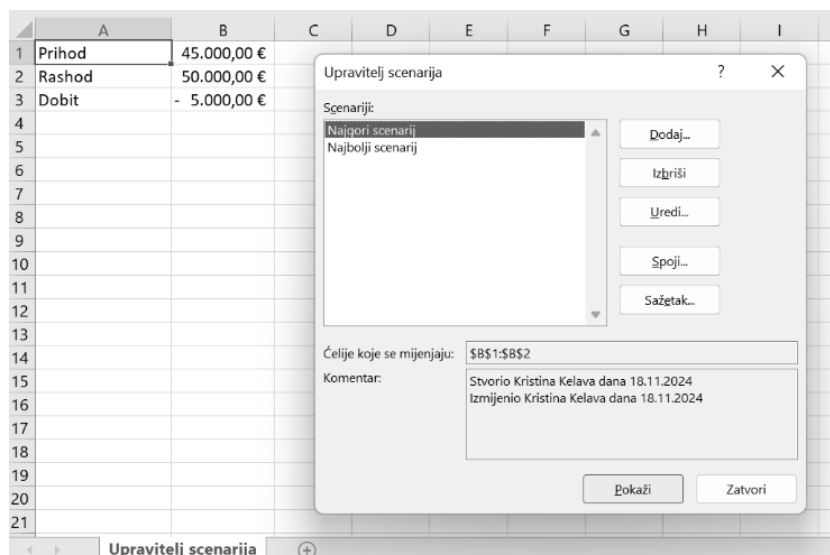 A B C D E F G H I
1 Prihod 45.000,00 €
2 Rashod 50.000,00 €
3 Dobit - 5.000,00 €
4
5
6
7
8
9
10
11
12
13
14
15
16
17
18
19
20
21
Upravitelj scenarija ?
Scenariji:
Najgori scenarij
Najbolji scenarij
Dodaj...
Izbriši
Uredi...
Spoji...
Sažetak...
Ćelije koje se mijenjaju: $B$1:$B$2
Komentar: Stvorio Kristina Kelava dana 18.11.2024
Izmijenio Kristina Kelava dana 18.11.2024
Pokaži Zatvori
Upravitelj scenarija